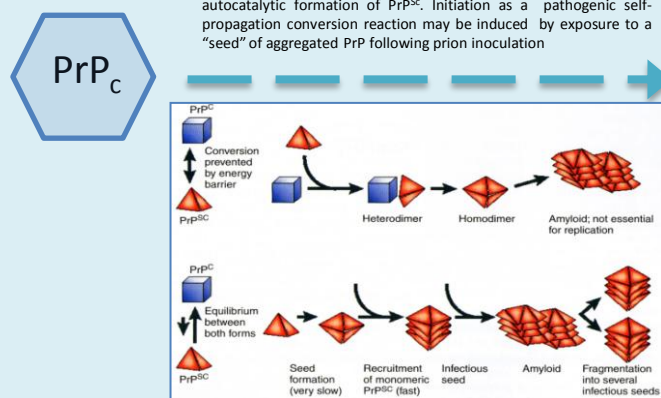 autocatalytic formation of PrPSc. Initiation as a pathogenic self-
propagation conversion reaction may be induced by exposure to a
“seed” of aggregated PrP following prion inoculation
PrPc
PrPC
Conversion
prevented
by energy
barrier
PrPSC
Heterodimer
Homodimer
Amyloid; not essential
for replication
PrPC
Equilibrium
between
both forms
PrPSC
Seed
formation
(very slow)
Recruitment
of monomeric
PrPSC (fast)
Infectious
seed
Amyloid
Fragmentation
into several
infectious seeds